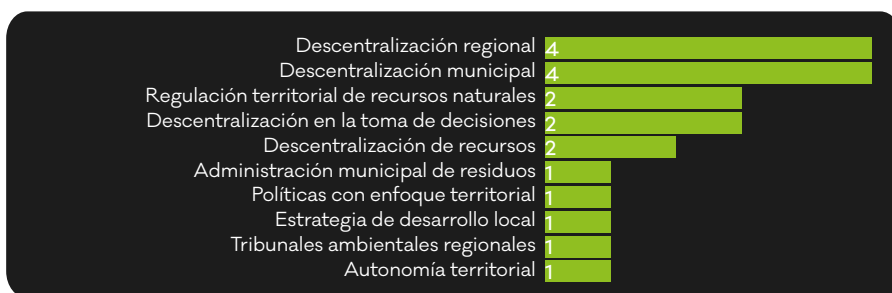 Descentralización regional 4
Descentralización municipal 4
Regulación territorial de recursos naturales 2
Descentralización en la toma de decisiones 2
Descentralización de recursos 2
Administración municipal de residuos 1
Políticas con enfoque territorial 1
Estrategia de desarrollo local 1
Tribunales ambientales regionales 1
Autonomía territorial 1